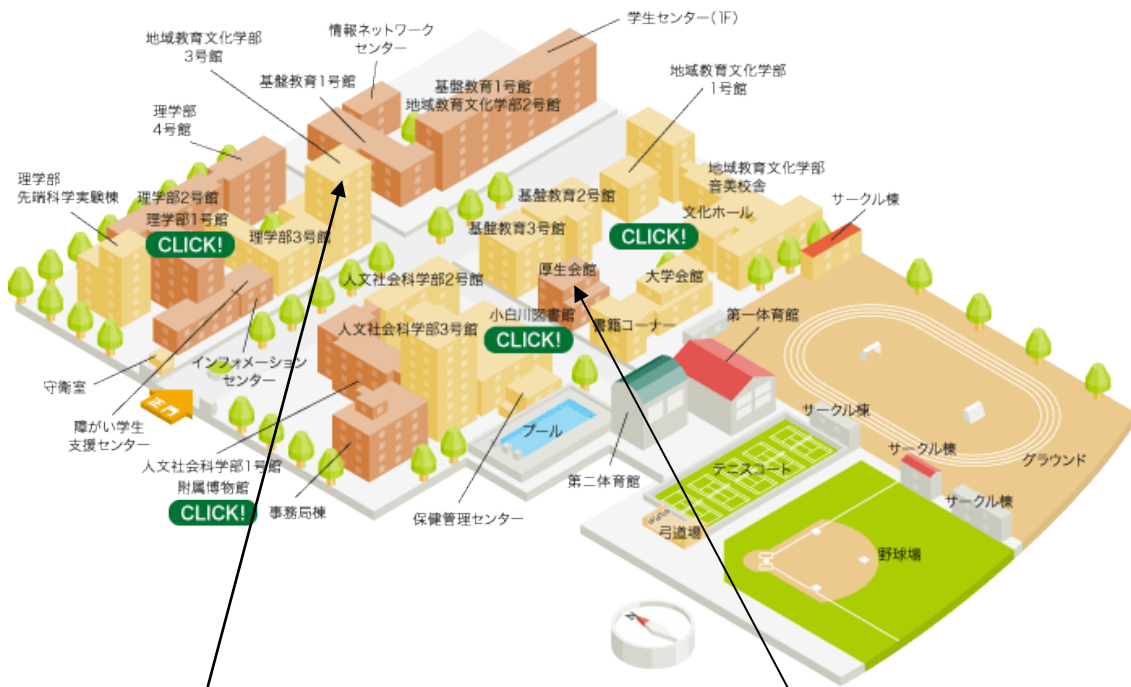 学生センター(1F)
情報ネットワーク
センター
地域教育文化学部
3号館
基盤教育1号館
基盤教育1号館
地域教育文化学部2号館
地域教育文化学部
1号館
理学部
4号館
理学部
先端科学実験棟
理学部2号館
理学部1号館
CLICK!
理学部3号館
基盤教育2号館
基盤教育3号館
地域教育文化学部
音美校舎
文化ホール
CLICK!
サークル棟
人文社会科学部2号館
厚生会館
大学会館
人文社会科学部3号館
小白川図書館
CLICK!
書籍コーナー
第一体育館
インフォメーション
センター
守衛室
正門
障がい学生
支援センター
人文社会科学部1号館
附属博物館
CLICK!
事務局棟
保健管理センター
プール
第二体育館
テニスコート
弓道場
サークル棟
サークル棟
サークル棟
グラウンド
野球場
N